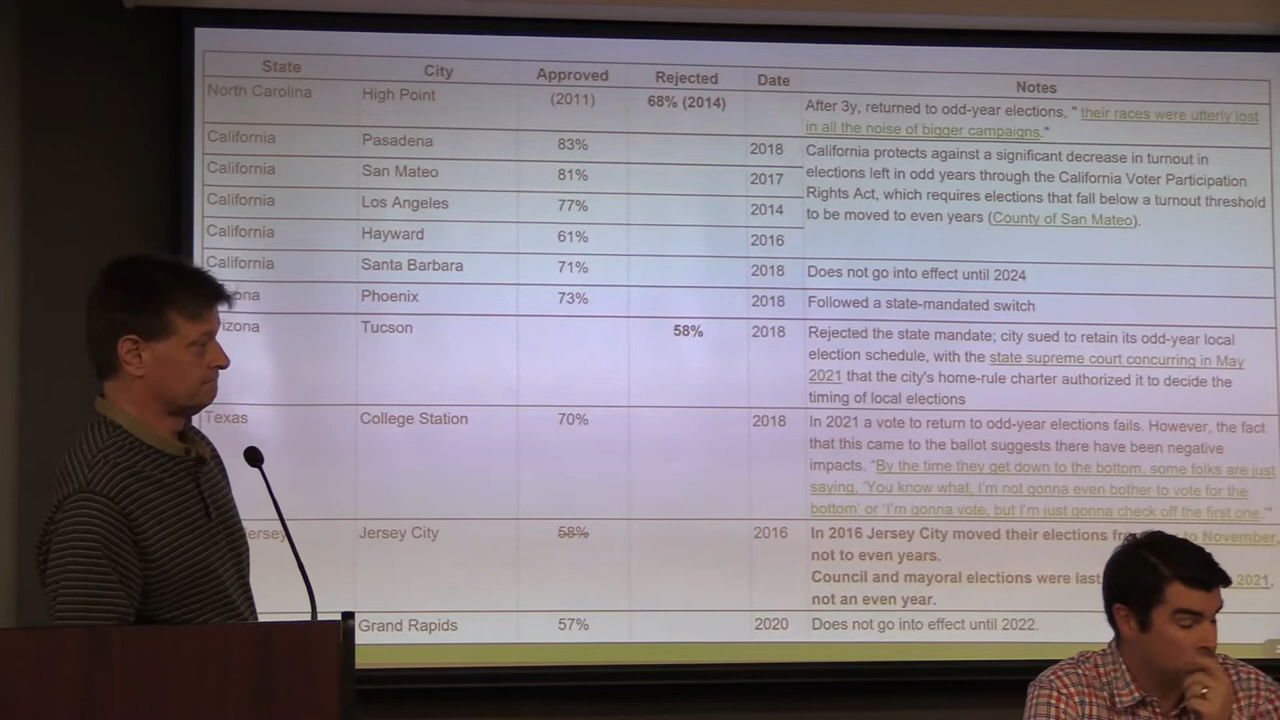 State City Approved Rejected Date Notes
North Carolina High Point (2011) 68% (2014) After 3y, returned to odd-year elections, " their races were utterly lost
in all the noise of bigger campaigns."
California Pasadena 83% 2018 California protects against a significant decrease in turnout in
California San Mateo 81% 2017 elections left in odd years through the California Voter Participation
California Los Angeles 77% 2014 Rights Act, which requires elections that fall below a turnout threshold
to be moved to even years (County of San Mateo).
California Hayward 61% 2016
California Santa Barbara 71% 2018 Does not go into effect until 2024
ona Phoenix 73% 2018 Followed a state-mandated switch
rizona Tucson 58% 2018 Rejected the state mandate; city sued to retain its odd-year local
election schedule, with the state supreme court concurring in May
2021 that the city's home-rule charter authorized it to decide the
timing of local elections
Texas College Station 70% 2018 In 2021 a vote to return to odd-year elections fails. However, the fact
that this came to the ballot suggests there have been negative
impacts. "By the time they get down to the bottom, some folks are just
saying, 'You know what, I'm not gonna even bother to vote for the
bottom' or 'I'm gonna vote, but I'm just gonna check off the first one.'"
ersey Jersey City 58% 2016 In 2016 Jersey City moved their elections to November,
not to even years.
Council and mayoral elections were last 2021,
not an even year.
Grand Rapids 57% 2020 Does not go into effect until 2022.